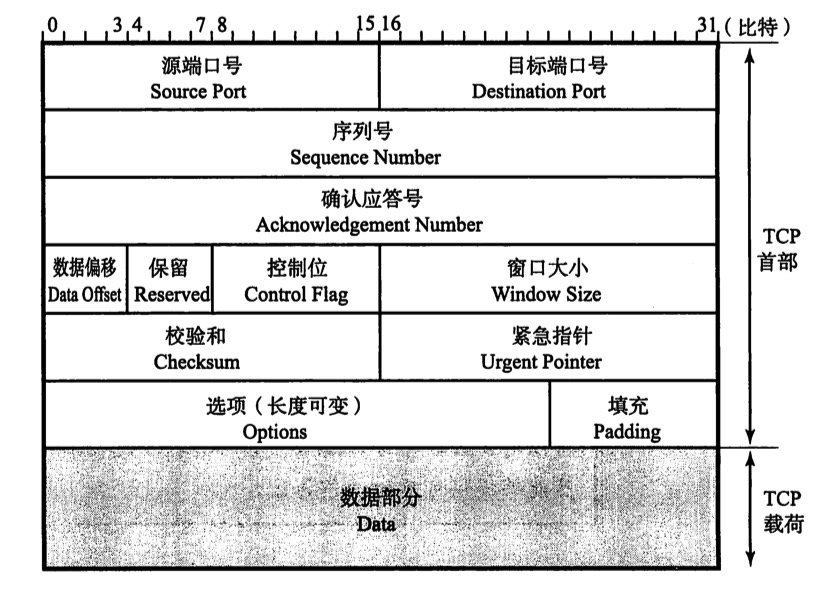 0 3 4 7 8 15 16 31 (比特)
源端口号 目标端口号
Source Port Destination Port
序列号
Sequence Number
确认应答号
Acknowledgement Number
TCP
首部
数据偏移 保留 控制位 窗口大小
Data Offset Reserved Control Flag Window Size
校验和 紧急指针
Checksum Urgent Pointer
选项(长度可变) 填充
Options Padding
数据部分
Data
TCP
载荷